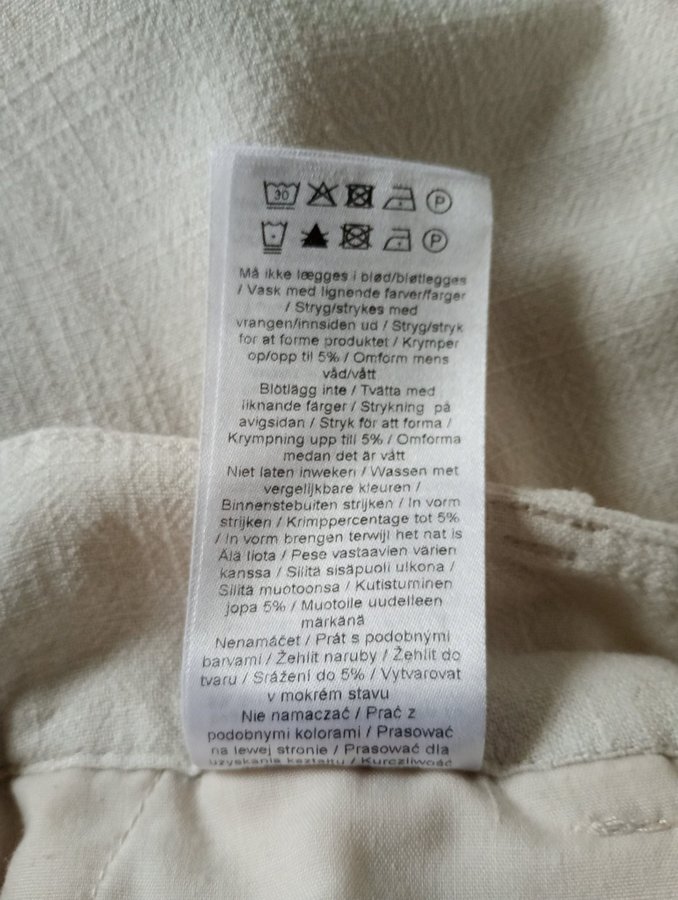 30 P
P
Må ikke lægges i blød/bløtlegges
/ Vask med lignende farver/farger
/ Stryg/strykes med
vrangen/innsiden ud / Stryg/stryk
for at forme produktet / Krymper
op/opp til 5% / Omform mens
våd/vått
Blötlägg inte / Tvätta med
liknande färger / Strykning på
avigsidan / Stryk för att forma /
Krympning upp till 5% / Omforma
medan det är vått
Niet laten inweken / Wassen met
vergelijkbare kleuren /
Binnenstebuiten strijken / In vorm
strijken / Krimppercentage tot 5%
/ In vorm brengen terwijl het nat is
Älä liota / Pese vastaavien värien
kanssa / Silitä sisäpuoli ulkona /
Silitä muotoonsa / Kutistuminen
jopa 5% / Muotoile uudelleen
märkänä
Nenamáčet / Prát s podobnými
barvami / Žehlit naruby / Žehlit do
tvaru / Srážení do 5% / Vytvarovat
v mokrém stavu
Nie namaczać / Prać z
podobnymi kolorami / Prasować
na lewej stronie / Prasować dla
uzyskania kształtu / Kurczliwość